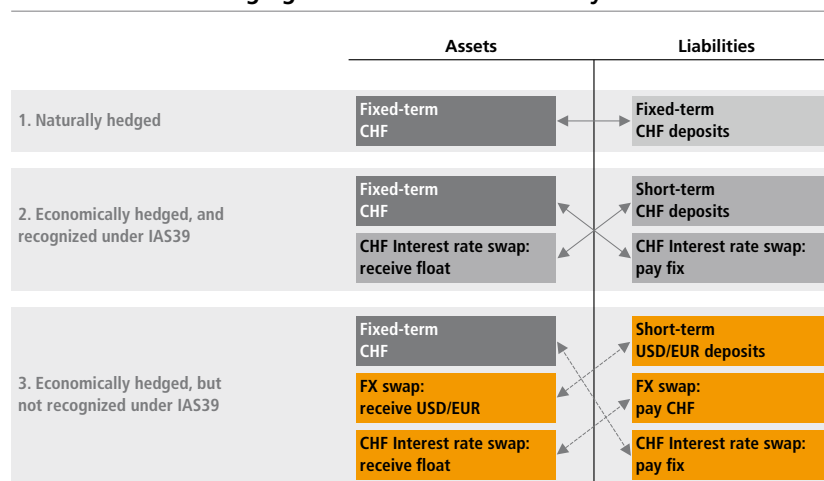 Assets
Liabilities
1. Naturally hedged
Fixed-term
CHF
Fixed-term
CHF deposits
2. Economically hedged, and
recognized under IAS39
Fixed-term
CHF
Short-term
CHF deposits
CHF Interest rate swap:
receive float
CHF Interest rate swap:
pay fix
3. Economically hedged, but
not recognized under IAS39
Fixed-term
CHF
Short-term
USD/EUR deposits
FX swap:
receive USD/EUR
FX swap:
pay CHF
CHF Interest rate swap:
receive float
CHF Interest rate swap:
pay fix